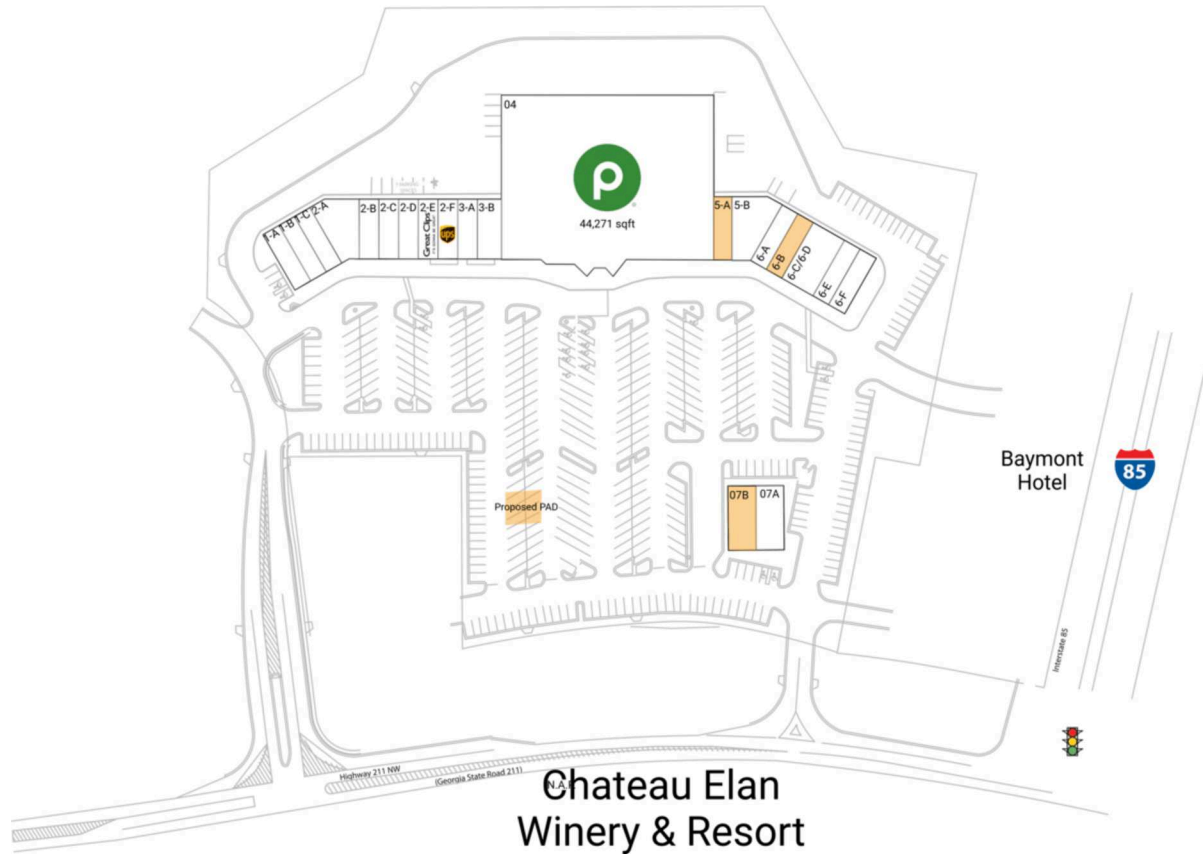 04
44,271 sqft
1-A
1-B
1-C
2-A
2-B
2-C
2-D
2-E
2-F
3-A
3-B
Great Clips
ups
5-A
5-B
6-A
6-B
6-C/6-D
6-E
6-F
Baymont
Hotel
85
Proposed PAD
07B
07A
Interstate 85
Highway 211 NW
(Georgia State Road 211)
Chateau Elan
Winery & Resort